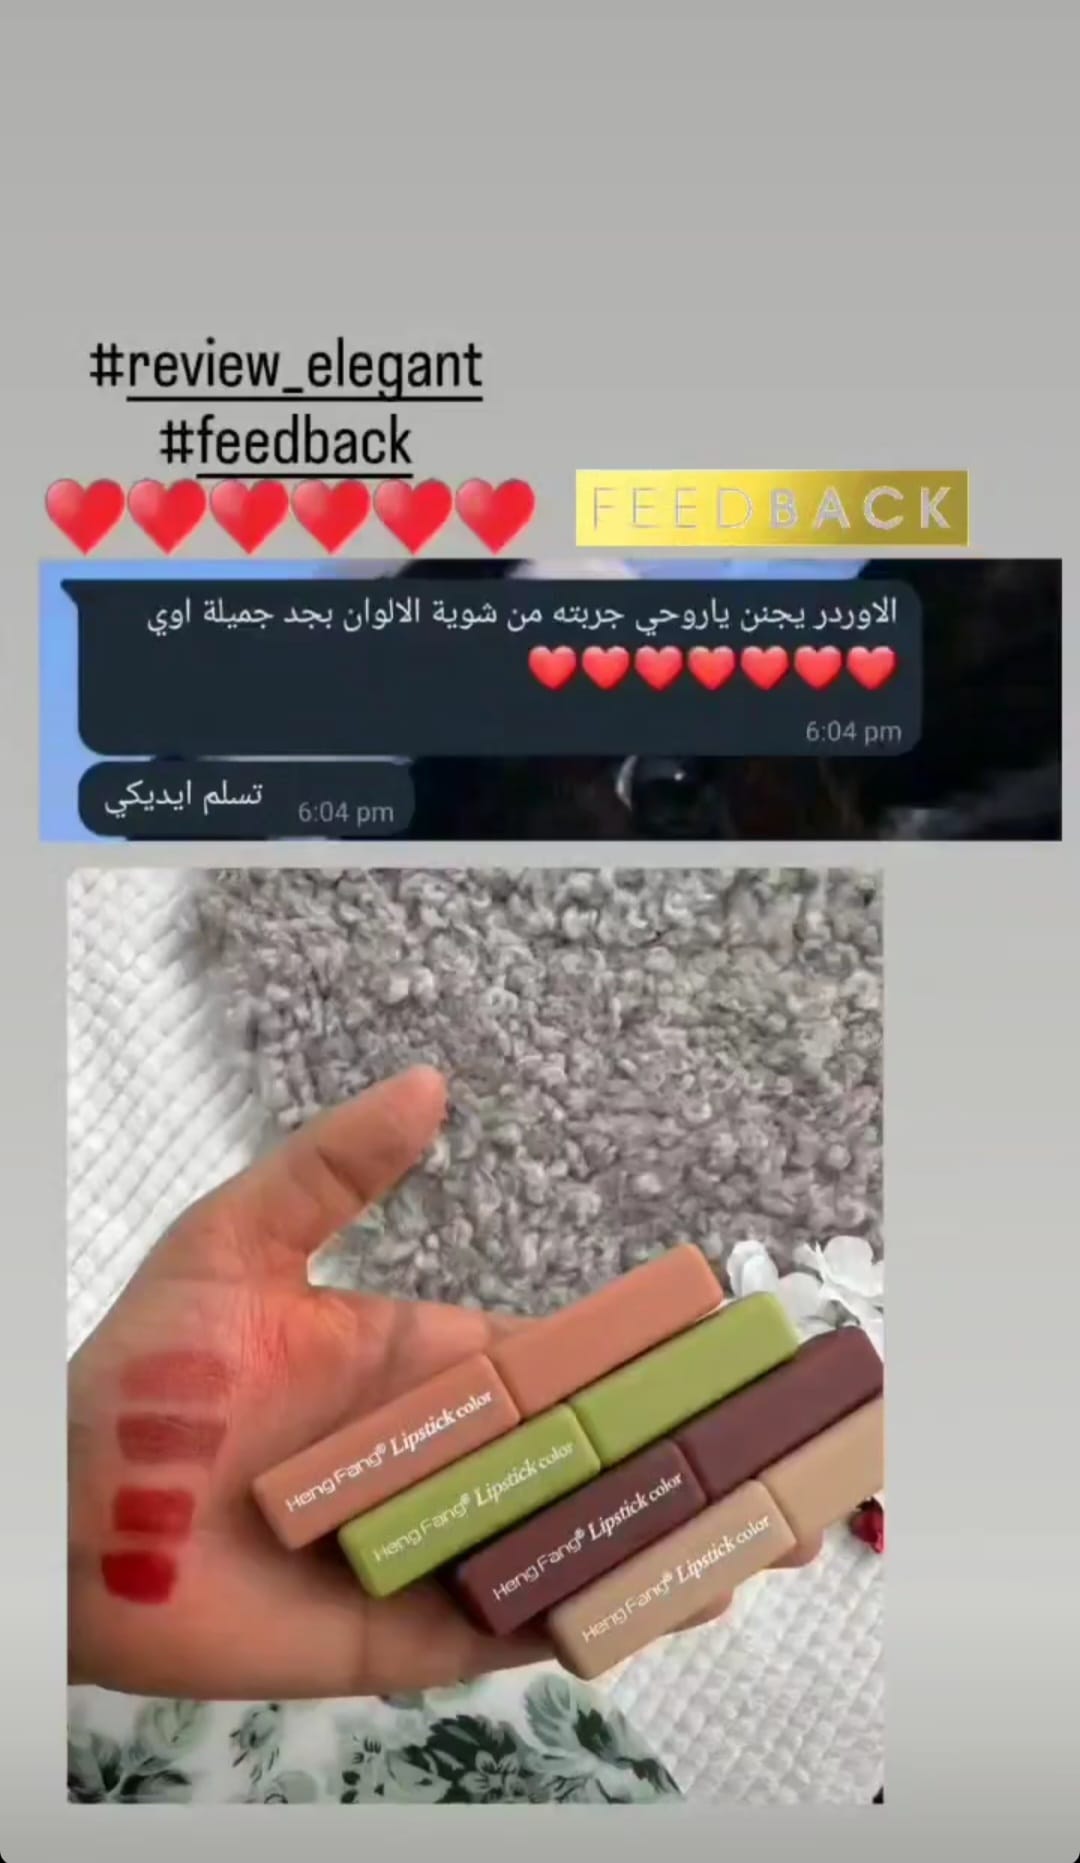 #review_elegant
#feedback
❤️❤️❤️❤️❤️❤️
FEEDBACK
الاوردر يجنن ياروحي جربته من شوية الالوان بجد جميلة اوي
❤️❤️❤️❤️❤️❤️❤️
6:04 pm
تسلم ايديكي 6:04 pm
Heng Fang® Lipstick color
Heng Fang® Lipstick color
Heng Fang® Lipstick color
Heng Fang® Lipstick color